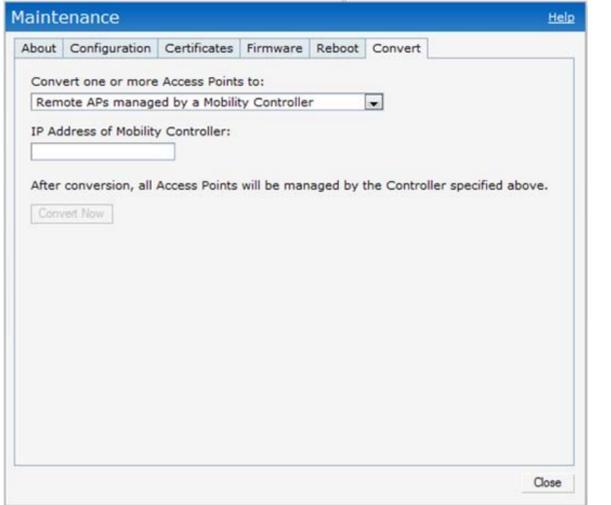 Maintenance Help
About Configuration Certificates Firmware Reboot Convert
Convert one or more Access Points to:
Remote APs managed by a Mobility Controller
IP Address of Mobility Controller:
After conversion, all Access Points will be managed by the Controller specified above.
Convert Now
Close